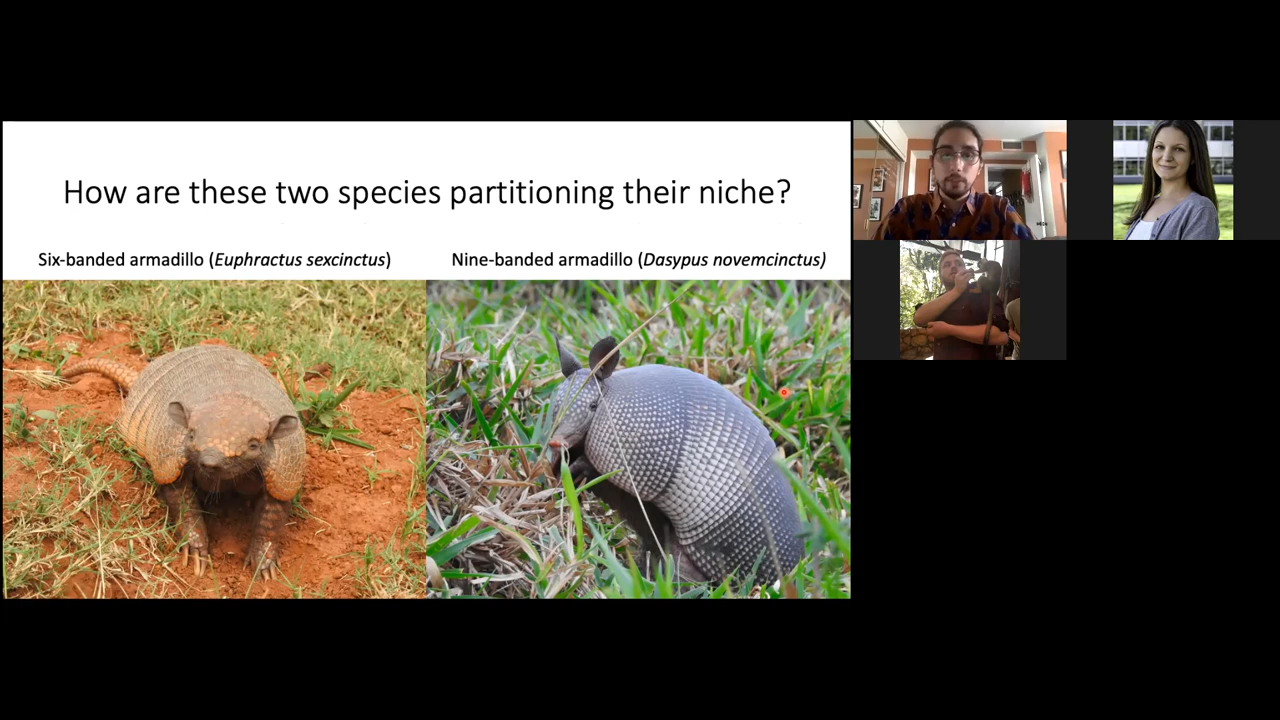 How are these two species partitioning their niche?
Six-banded armadillo (Euphractus sexcinctus)
Nine-banded armadillo (Dasypus novemcinctus)